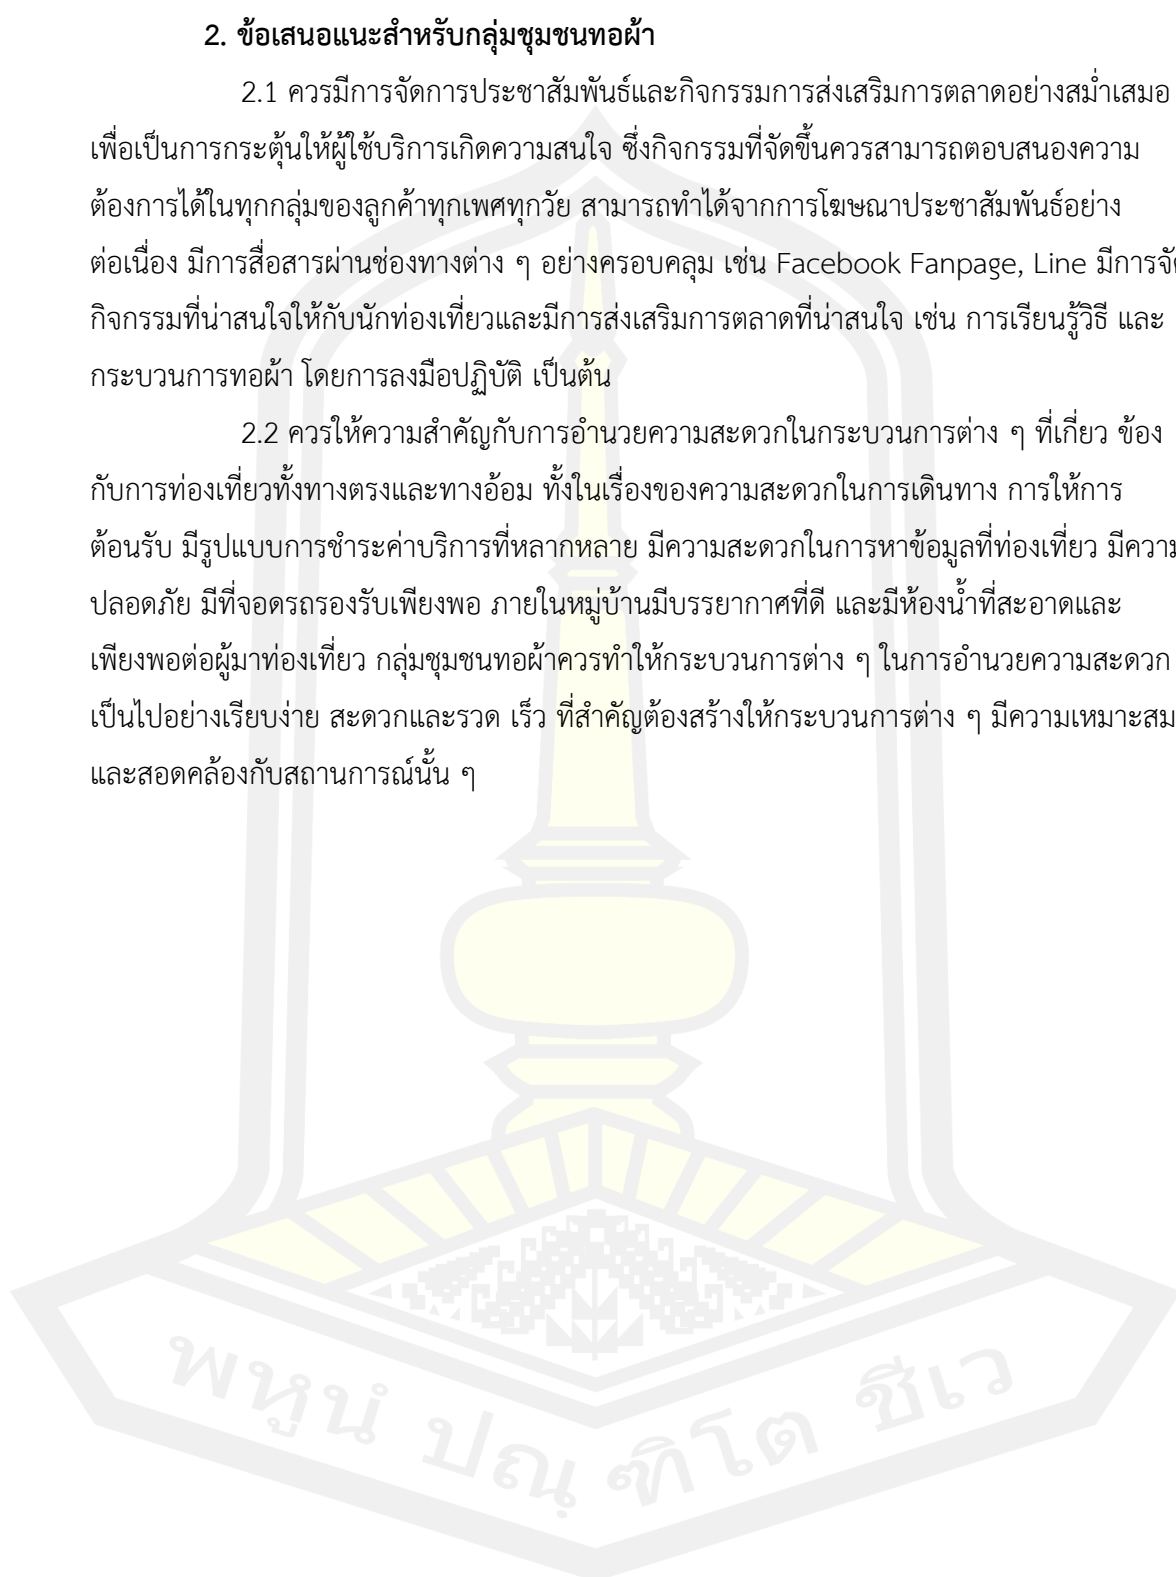 2. ข้อเสนอแนะสำหรับกลุ่มชุมชนทอผ้า
2.1 ควรมีการจัดการประชาสัมพันธ์และกิจกรรมการส่งเสริมการตลาดอย่างสม่ำเสมอ
เพื่อเป็นการกระตุ้นให้ผู้ใช้บริการเกิดความสนใจ ซึ่งกิจกรรมที่จัดขึ้นควรสามารถตอบสนองความ
ต้องการได้ในทุกกลุ่มของลูกค้าทุกเพศทุกวัย สามารถทำได้จากการโฆษณาประชาสัมพันธ์อย่าง
ต่อเนื่อง มีการสื่อสารผ่านช่องทางต่าง ๆ อย่างครอบคลุม เช่น Facebook Fanpage, Line มีการจั
กิจกรรมที่น่าสนใจให้กับนักท่องเที่ยวและมีการส่งเสริมการตลาดที่น่าสนใจ เช่น การเรียนรู้วิธี และ
กระบวนการทอผ้า โดยการลงมือปฏิบัติ เป็นต้น
2.2 ควรให้ความสำคัญกับการอำนวยความสะดวกในกระบวนการต่าง ๆ ที่เกี่ยว ข้อง
กับการท่องเที่ยวทั้งทางตรงและทางอ้อม ทั้งในเรื่องของความสะดวกในการเดินทาง การให้การ
ต้อนรับ มีรูปแบบการชำระค่าบริการที่หลากหลาย มีความสะดวกในการหาข้อมูลที่ท่องเที่ยว มีความ
ปลอดภัย มีที่จอดรถรองรับเพียงพอ ภายในหมู่บ้านมีบรรยากาศที่ดี และมีห้องน้ำที่สะอาดและ
เพียงพอต่อผู้มาท่องเที่ยว กลุ่มชุมชนทอผ้าควรทำให้กระบวนการต่าง ๆ ในการอำนวยความสะดวก
เป็นไปอย่างเรียบง่าย สะดวกและรวด เร็ว ที่สำคัญต้องสร้างให้กระบวนการต่าง ๆ มีความเหมาะสม
และสอดคล้องกับสถานการณ์นั้น ๆ
พหูนํ ปณฺฑิโต ชีเว